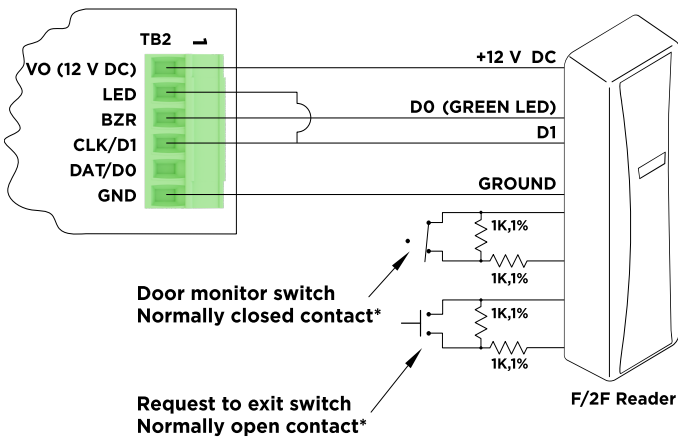 TB2 1
VO (12 V DC)
LED
BZR
CLK/D1
DAT/D0
GND
+12 V DC
D0 (GREEN LED)
D1
GROUND
1K,1%
1K,1%
Door monitor switch
Normally closed contact*
1K,1%
1K,1%
Request to exit switch
Normally open contact*
F/2F Reader